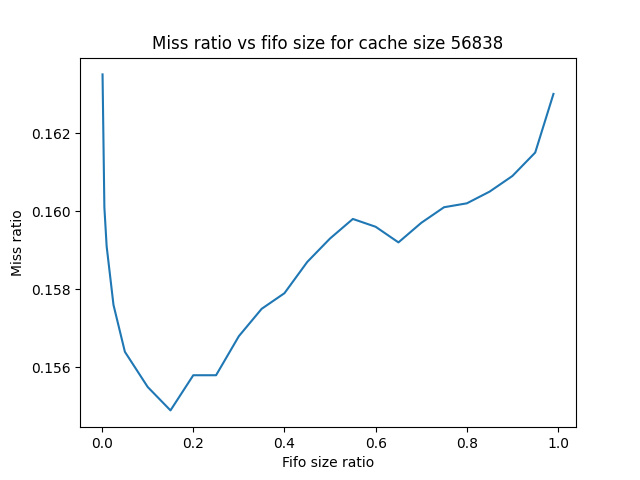 Miss ratio vs fifo size for cache size 56838
0.162
0.160
0.158
0.156
Miss ratio
0.0 0.2 0.4 0.6 0.8 1.0
Fifo size ratio